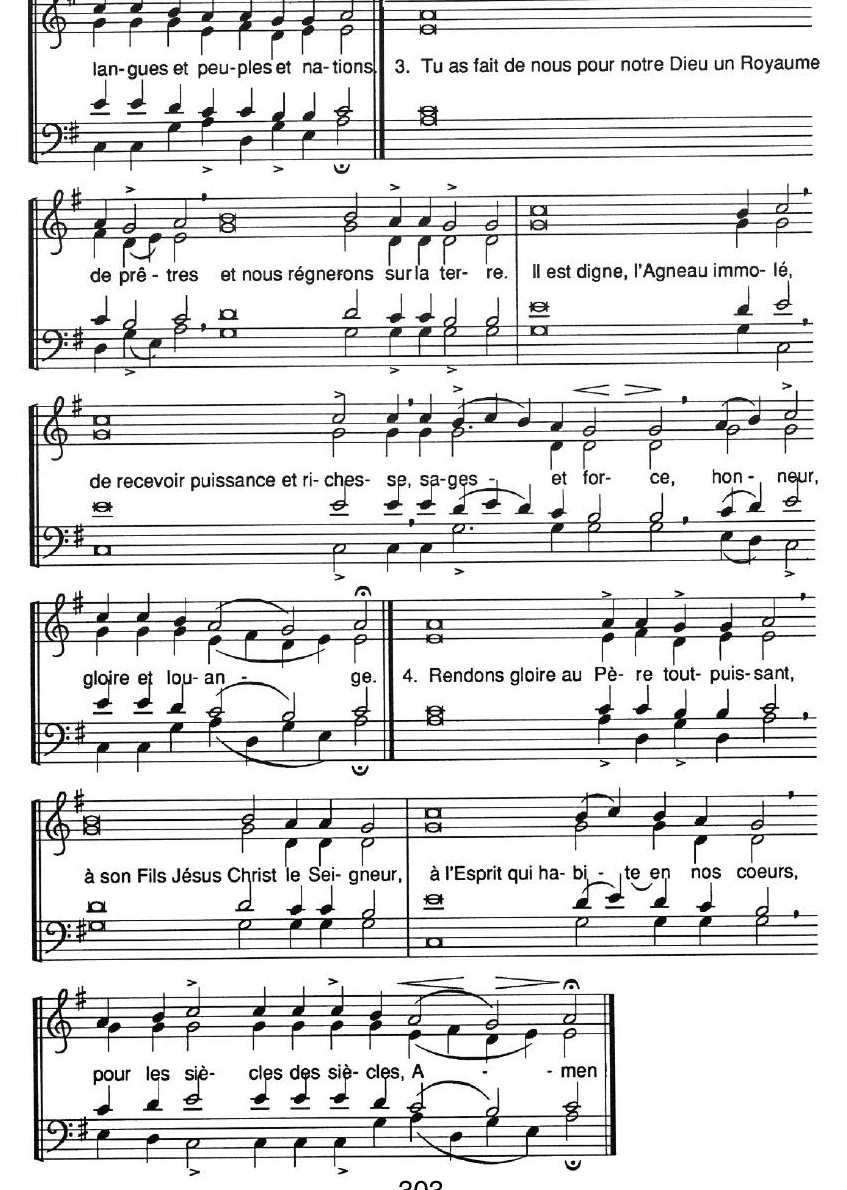 lan-gues et peu-ples et na-tions. 3. Tu as fait de nous pour notre Dieu un Royaume
de prê - tres et nous régnerons sur la ter- re. Il est digne, l'Agneau immo- lé,
de recevoir puissance et ri- ches- se, sa-ges - et for- ce, hon - neur,
gloire et lou- an - ge. 4. Rendons gloire au Pè- re tout- puis-sant,
à son Fils Jésus Christ le Sei- gneur, à l'Esprit qui ha- bi - te en nos coeurs,
pour les siè- cles des siè- cles, A - - men
303